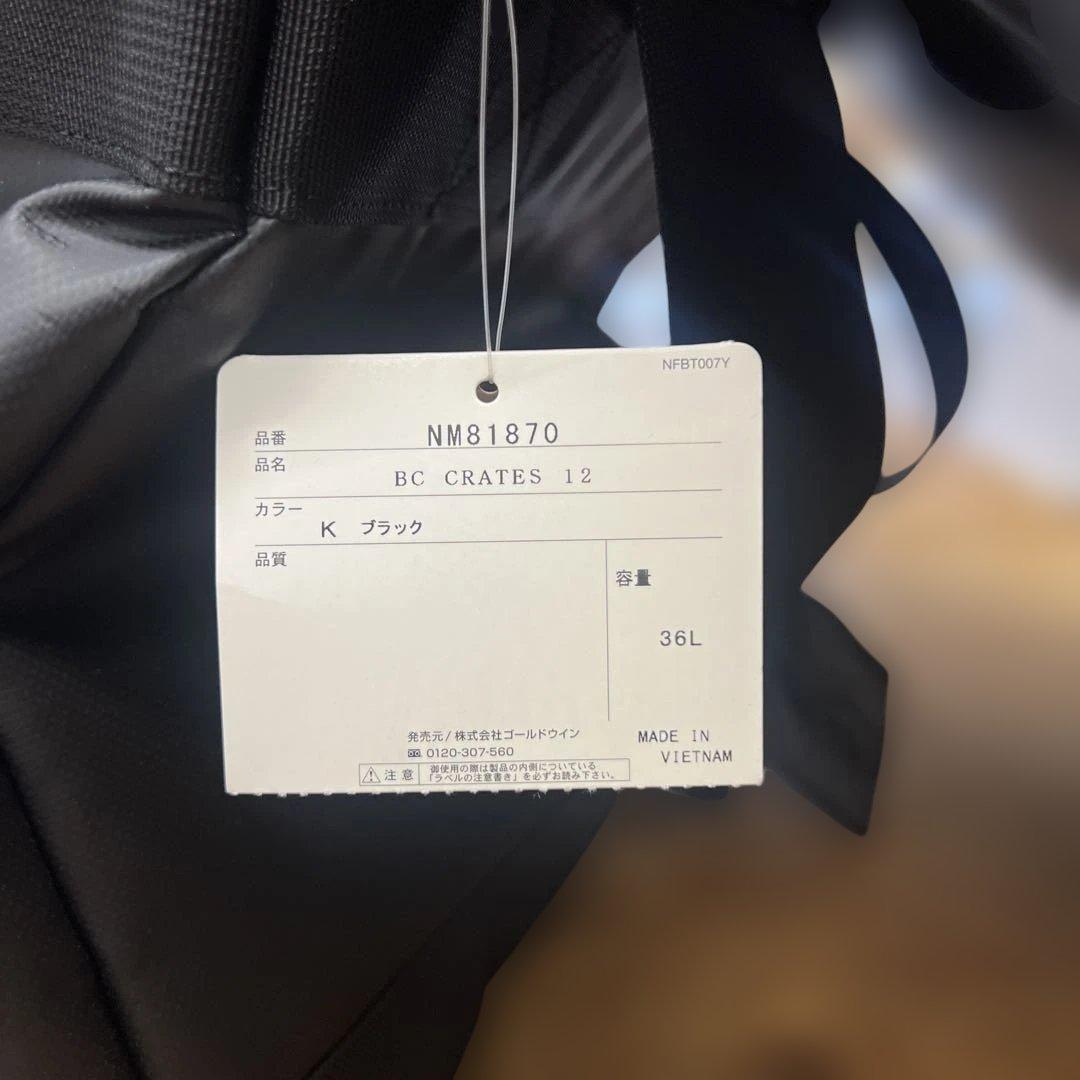 NFBT007Y
品番 NM81870
品名 BC CRATES 12
カラー K ブラック
品質
容量
36L
発売元/株式会社ゴールドウイン
0120-307-560
注意
御使用の際は製品の内側についている
「ラベルの注意書き」を必ずお読み下さい。
MADE IN
VIETNAM